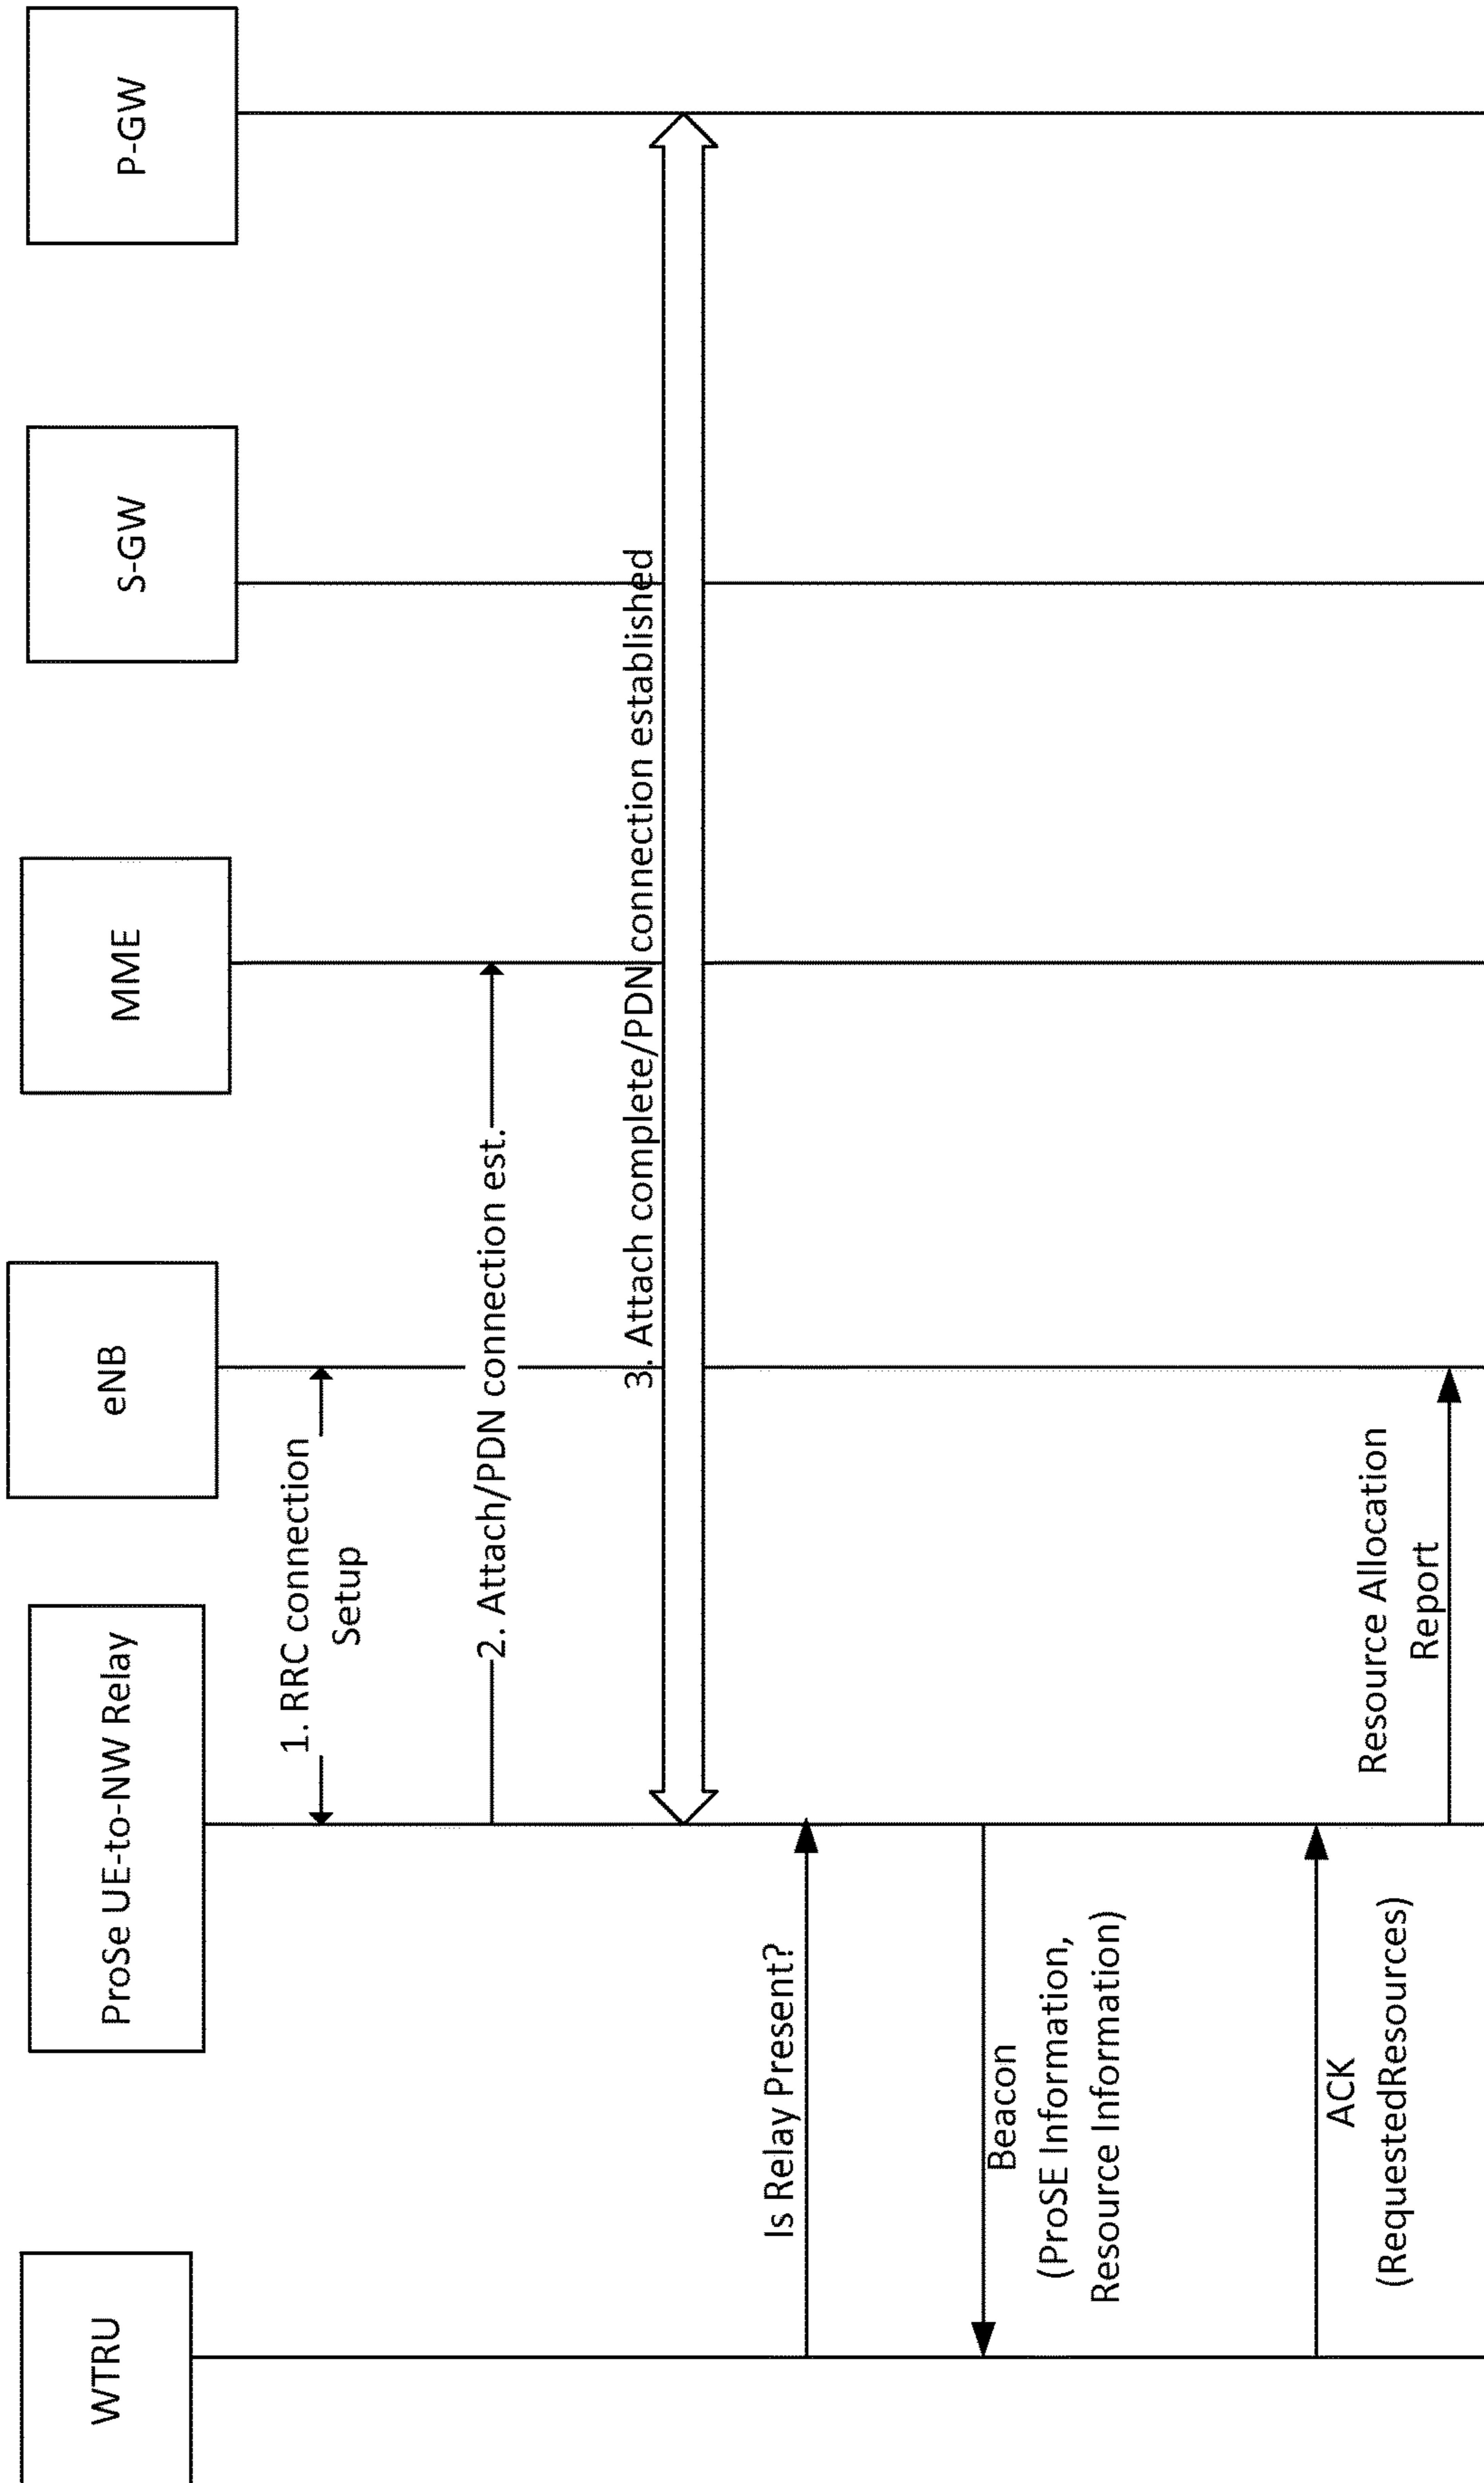 WTRU
ProSe UE-to-NW Relay
eNB
MME
S-GW
P-GW
1. RRC connection
Setup
2. Attach/PDN connection est.
3. Attach complete/PDN connection established
Is Relay Present?
Beacon
(ProSE Information,
Resource Information)
ACK
(RequestedResources)
Resource Allocation
Report